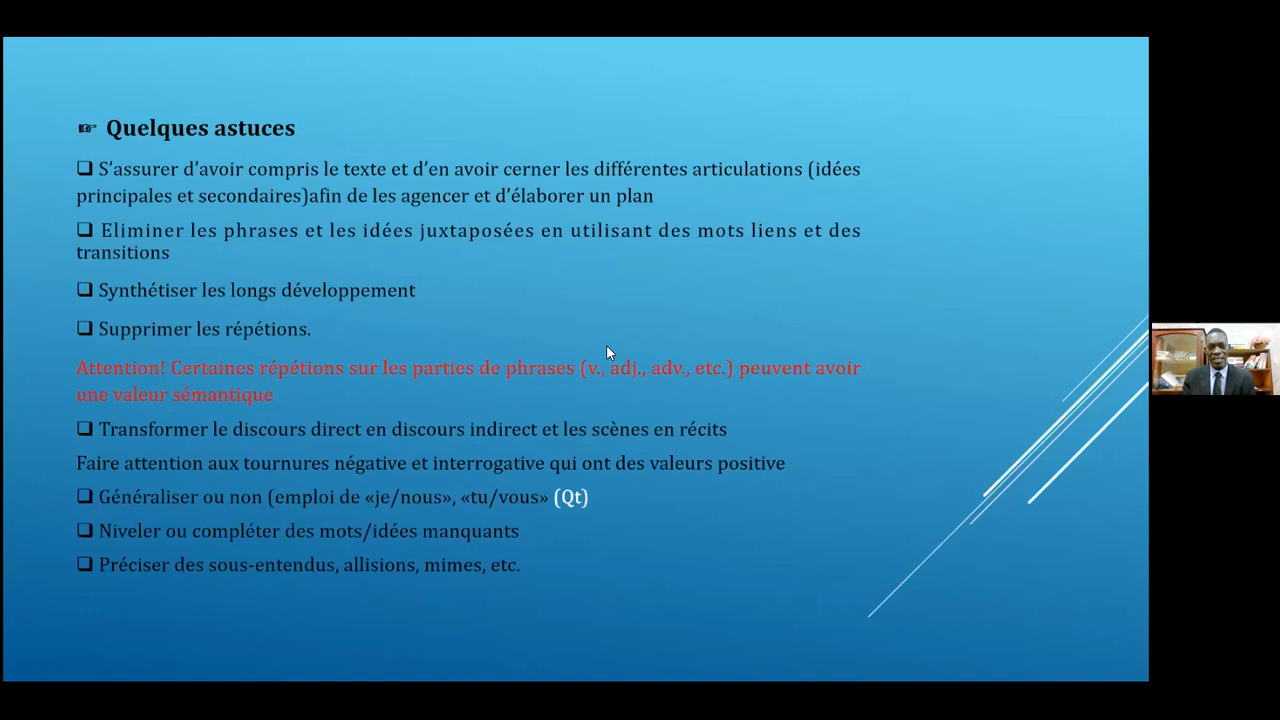 ☞ Quelques astuces
❑ S’assurer d’avoir compris le texte et d’en avoir cerner les différentes articulations (idées
principales et secondaires)afin de les agencer et d’élaborer un plan
❑ Eliminer les phrases et les idées juxtaposées en utilisant des mots liens et des
transitions
❑ Synthétiser les longs développement
❑ Supprimer les répétions.
Attention! Certaines répétions sur les parties de phrases (v., adj., adv., etc.) peuvent avoir
une valeur sémantique
❑ Transformer le discours direct en discours indirect et les scènes en récits
Faire attention aux tournures négative et interrogative qui ont des valeurs positive
❑ Généraliser ou non (emploi de «je/nous», «tu/vous» (Qt)
❑ Niveler ou compléter des mots/idées manquants
❑ Préciser des sous-entendus, allisions, mimes, etc.